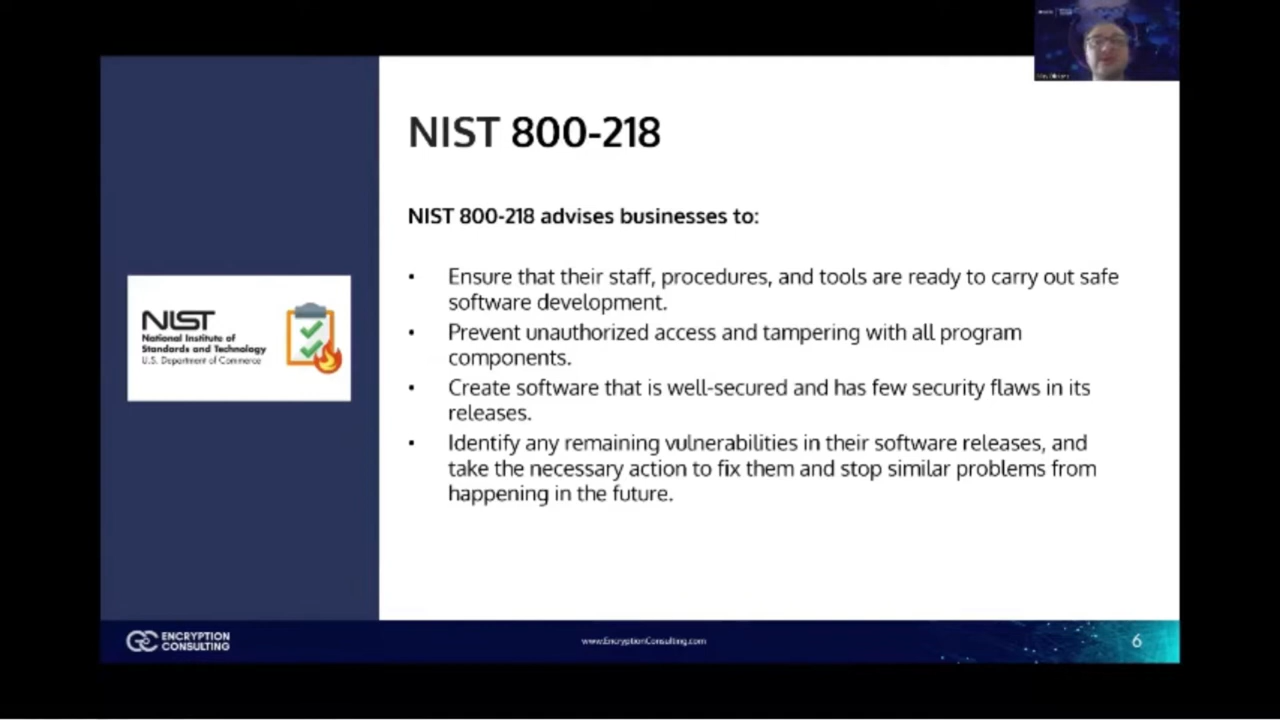 NIST 800-218
NIST 800-218 advises businesses to:
• Ensure that their staff, procedures, and tools are ready to carry out safe
software development.
• Prevent unauthorized access and tampering with all program
components.
• Create software that is well-secured and has few security flaws in its
releases.
• Identify any remaining vulnerabilities in their software releases, and
take the necessary action to fix them and stop similar problems from
happening in the future.
NIST
National Institute of
Standards and Technology
U.S. Department of Commerce
ENCRYPTION
CONSULTING
www.EncryptionConsulting.com
6